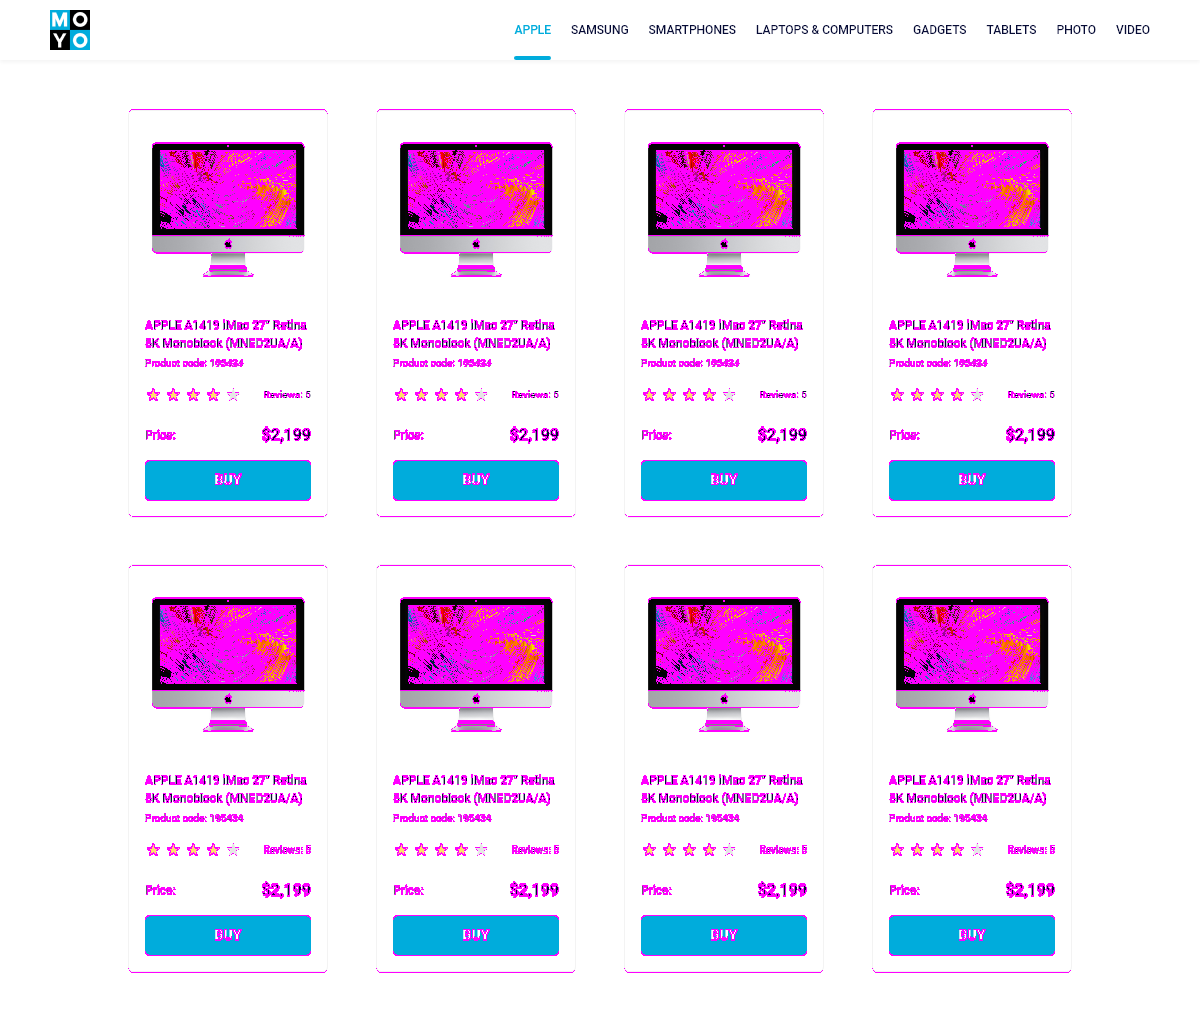 MO
YO
APPLE SAMSUNG SMARTPHONES LAPTOPS & COMPUTERS GADGETS TABLETS PHOTO VIDEO
APPLE A1419 iMac 27" Retina APPLE A1419 iMac 27" Retina APPLE A1419 iMac 27" Retina APPLE A1419 iMac 27" Retina
5K Monoblock (MNED2UA/A) 5K Monoblock (MNED2UA/A) 5K Monoblock (MNED2UA/A) 5K Monoblock (MNED2UA/A)
Product code: 195434 Product code: 195434 Product code: 195434 Product code: 195434
Reviews: 5 Reviews: 5 Reviews: 5 Reviews: 5
Price: $2,199 Price: $2,199 Price: $2,199 Price: $2,199
BUY BUY BUY BUY
APPLE A1419 iMac 27" Retina APPLE A1419 iMac 27" Retina APPLE A1419 iMac 27" Retina APPLE A1419 iMac 27" Retina
5K Monoblock (MNED2UA/A) 5K Monoblock (MNED2UA/A) 5K Monoblock (MNED2UA/A) 5K Monoblock (MNED2UA/A)
Product code: 195434 Product code: 195434 Product code: 195434 Product code: 195434
Reviews: 5 Reviews: 5 Reviews: 5 Reviews: 5
Price: $2,199 Price: $2,199 Price: $2,199 Price: $2,199
BUY BUY BUY BUY